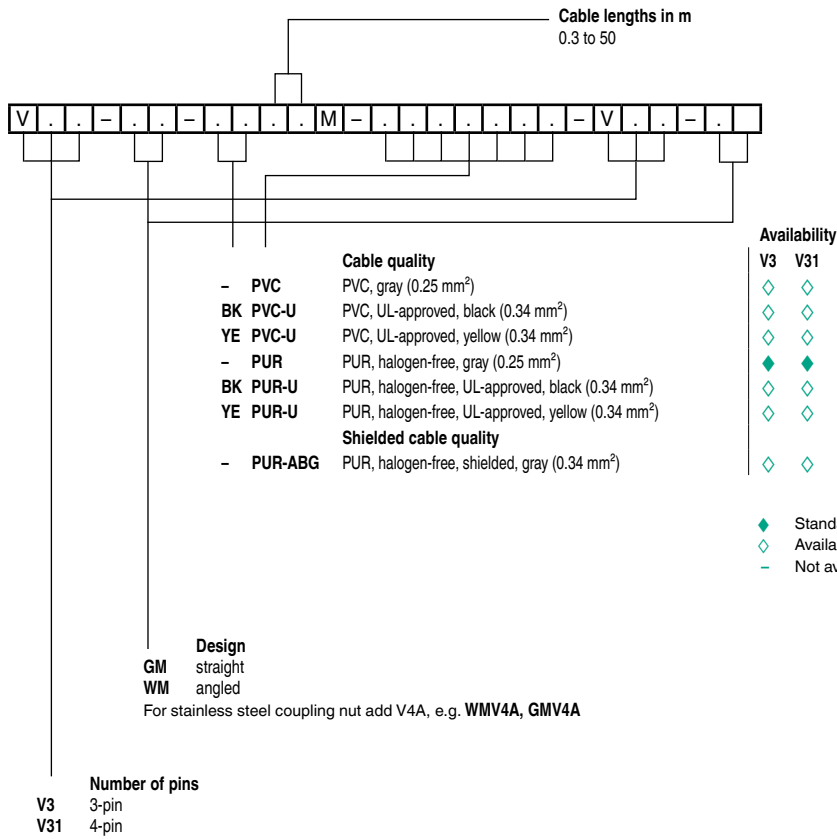 Cable lengths in m
0.3 to 50
V . . – . . – . . . . M – . . . . . . . – V . . – .
Availability
Cable quality V3 V31
– PVC PVC, gray (0.25 mm²) ◇ ◇
BK PVC-U PVC, UL-approved, black (0.34 mm²) ◇ ◇
YE PVC-U PVC, UL-approved, yellow (0.34 mm²) ◇ ◇
– PUR PUR, halogen-free, gray (0.25 mm²) ◆ ◆
BK PUR-U PUR, halogen-free, UL-approved, black (0.34 mm²) ◇ ◇
YE PUR-U PUR, halogen-free, UL-approved, yellow (0.34 mm²) ◇ ◇
Shielded cable quality
– PUR-ABG PUR, halogen-free, shielded, gray (0.34 mm²) ◇ ◇
◆ Stand
◇ Availa
– Not av
Design
GM straight
WM angled
For stainless steel coupling nut add V4A, e.g. WMV4A, GMV4A
Number of pins
V3 3-pin
V31 4-pin